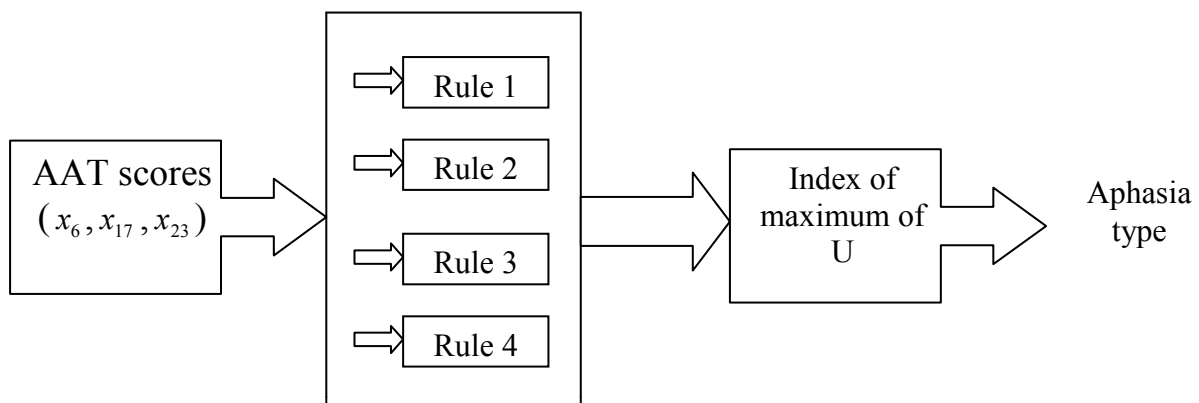 AAT scores
(x₆, x₁₇, x₂₃)
Rule 1
Rule 2
Rule 3
Rule 4
Index of
maximum of
U
Aphasia
type